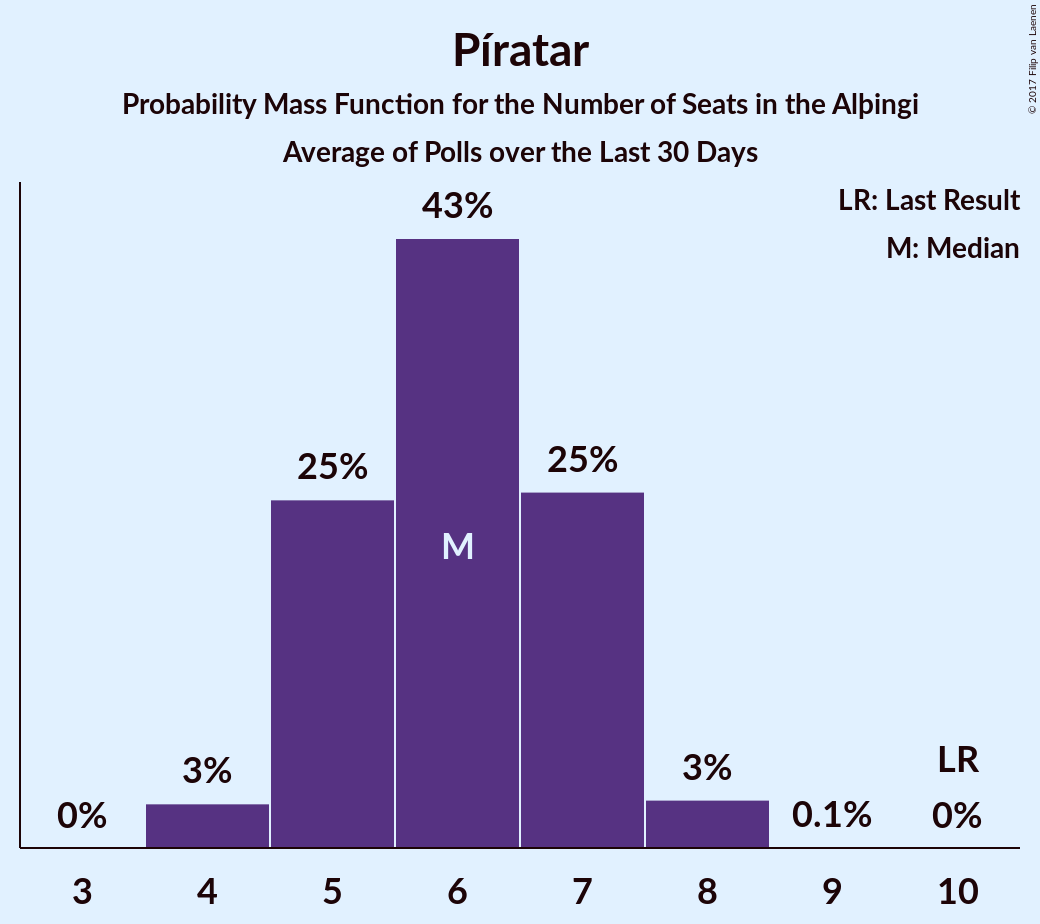 Píratar
Probability Mass Function for the Number of Seats in the Alþingi
Average of Polls over the Last 30 Days
© 2017 Filip van Laenen
LR: Last Result
M: Median
43%
25%
25%
M
3%
3%
LR
0%
0.1%
0%
3 4 5 6 7 8 9 10